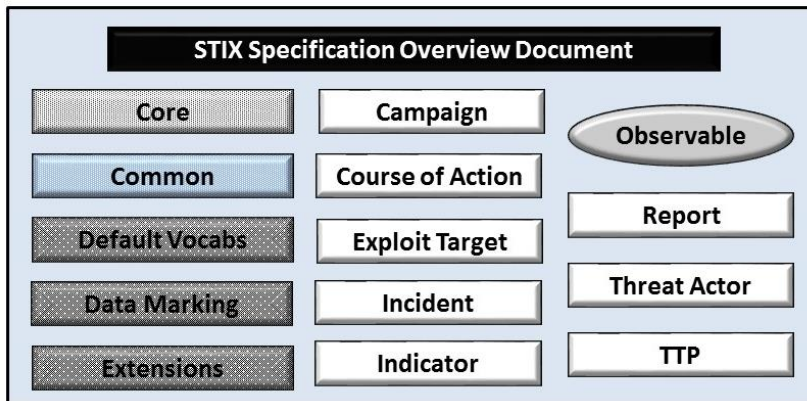 STIX Specification Overview Document
Core
Common
Default Vocabs
Data Marking
Extensions
Campaign
Course of Action
Exploit Target
Incident
Indicator
Observable
Report
Threat Actor
TTP